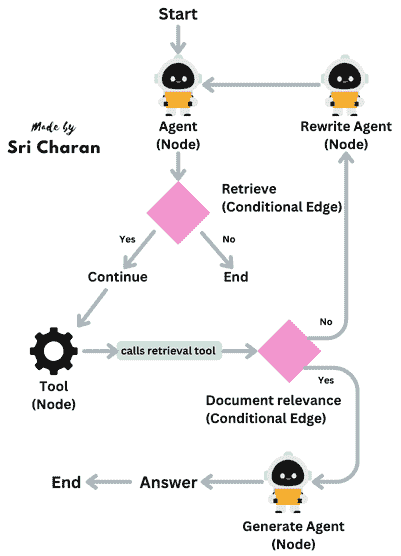 Start
Agent
(Node)
Rewrite Agent
(Node)
Made by
Sri Charan
Retrieve
(Conditional Edge)
Yes
No
Continue
End
No
calls retrieval tool
Yes
Tool
(Node)
Document relevance
(Conditional Edge)
End
Answer
Generate Agent
(Node)